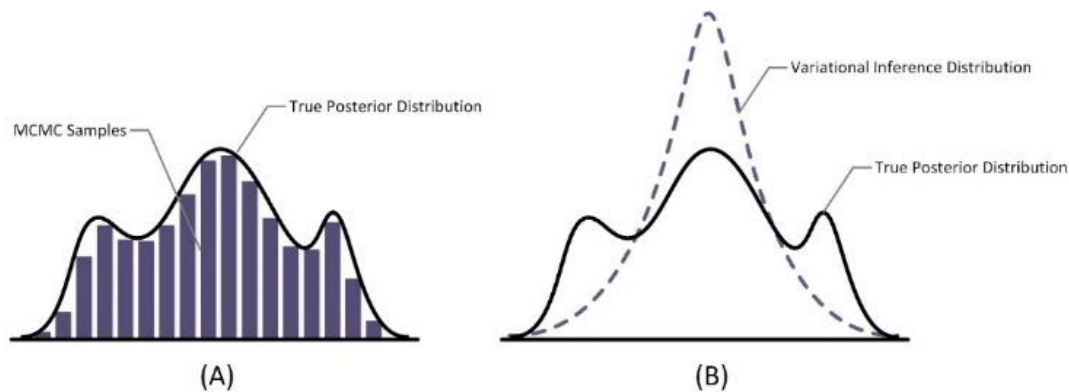 Variational Inference Distribution
True Posterior Distribution
MCMC Samples
True Posterior Distribution
(A)
(B)